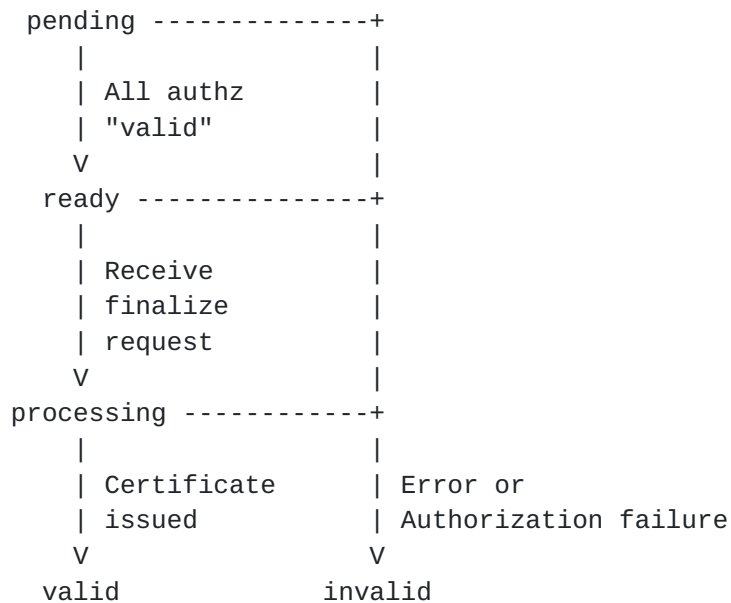 pending --------------+
   |                  |
   | All authz        |
   | "valid"          |
   V                  |
 ready ---------------+
   |                  |
   | Receive          |
   | finalize         |
   | request          |
   V                  |
processing ------------+
   |                  |
   | Certificate      | Error or
   | issued           | Authorization failure
   V                  V
 valid             invalid